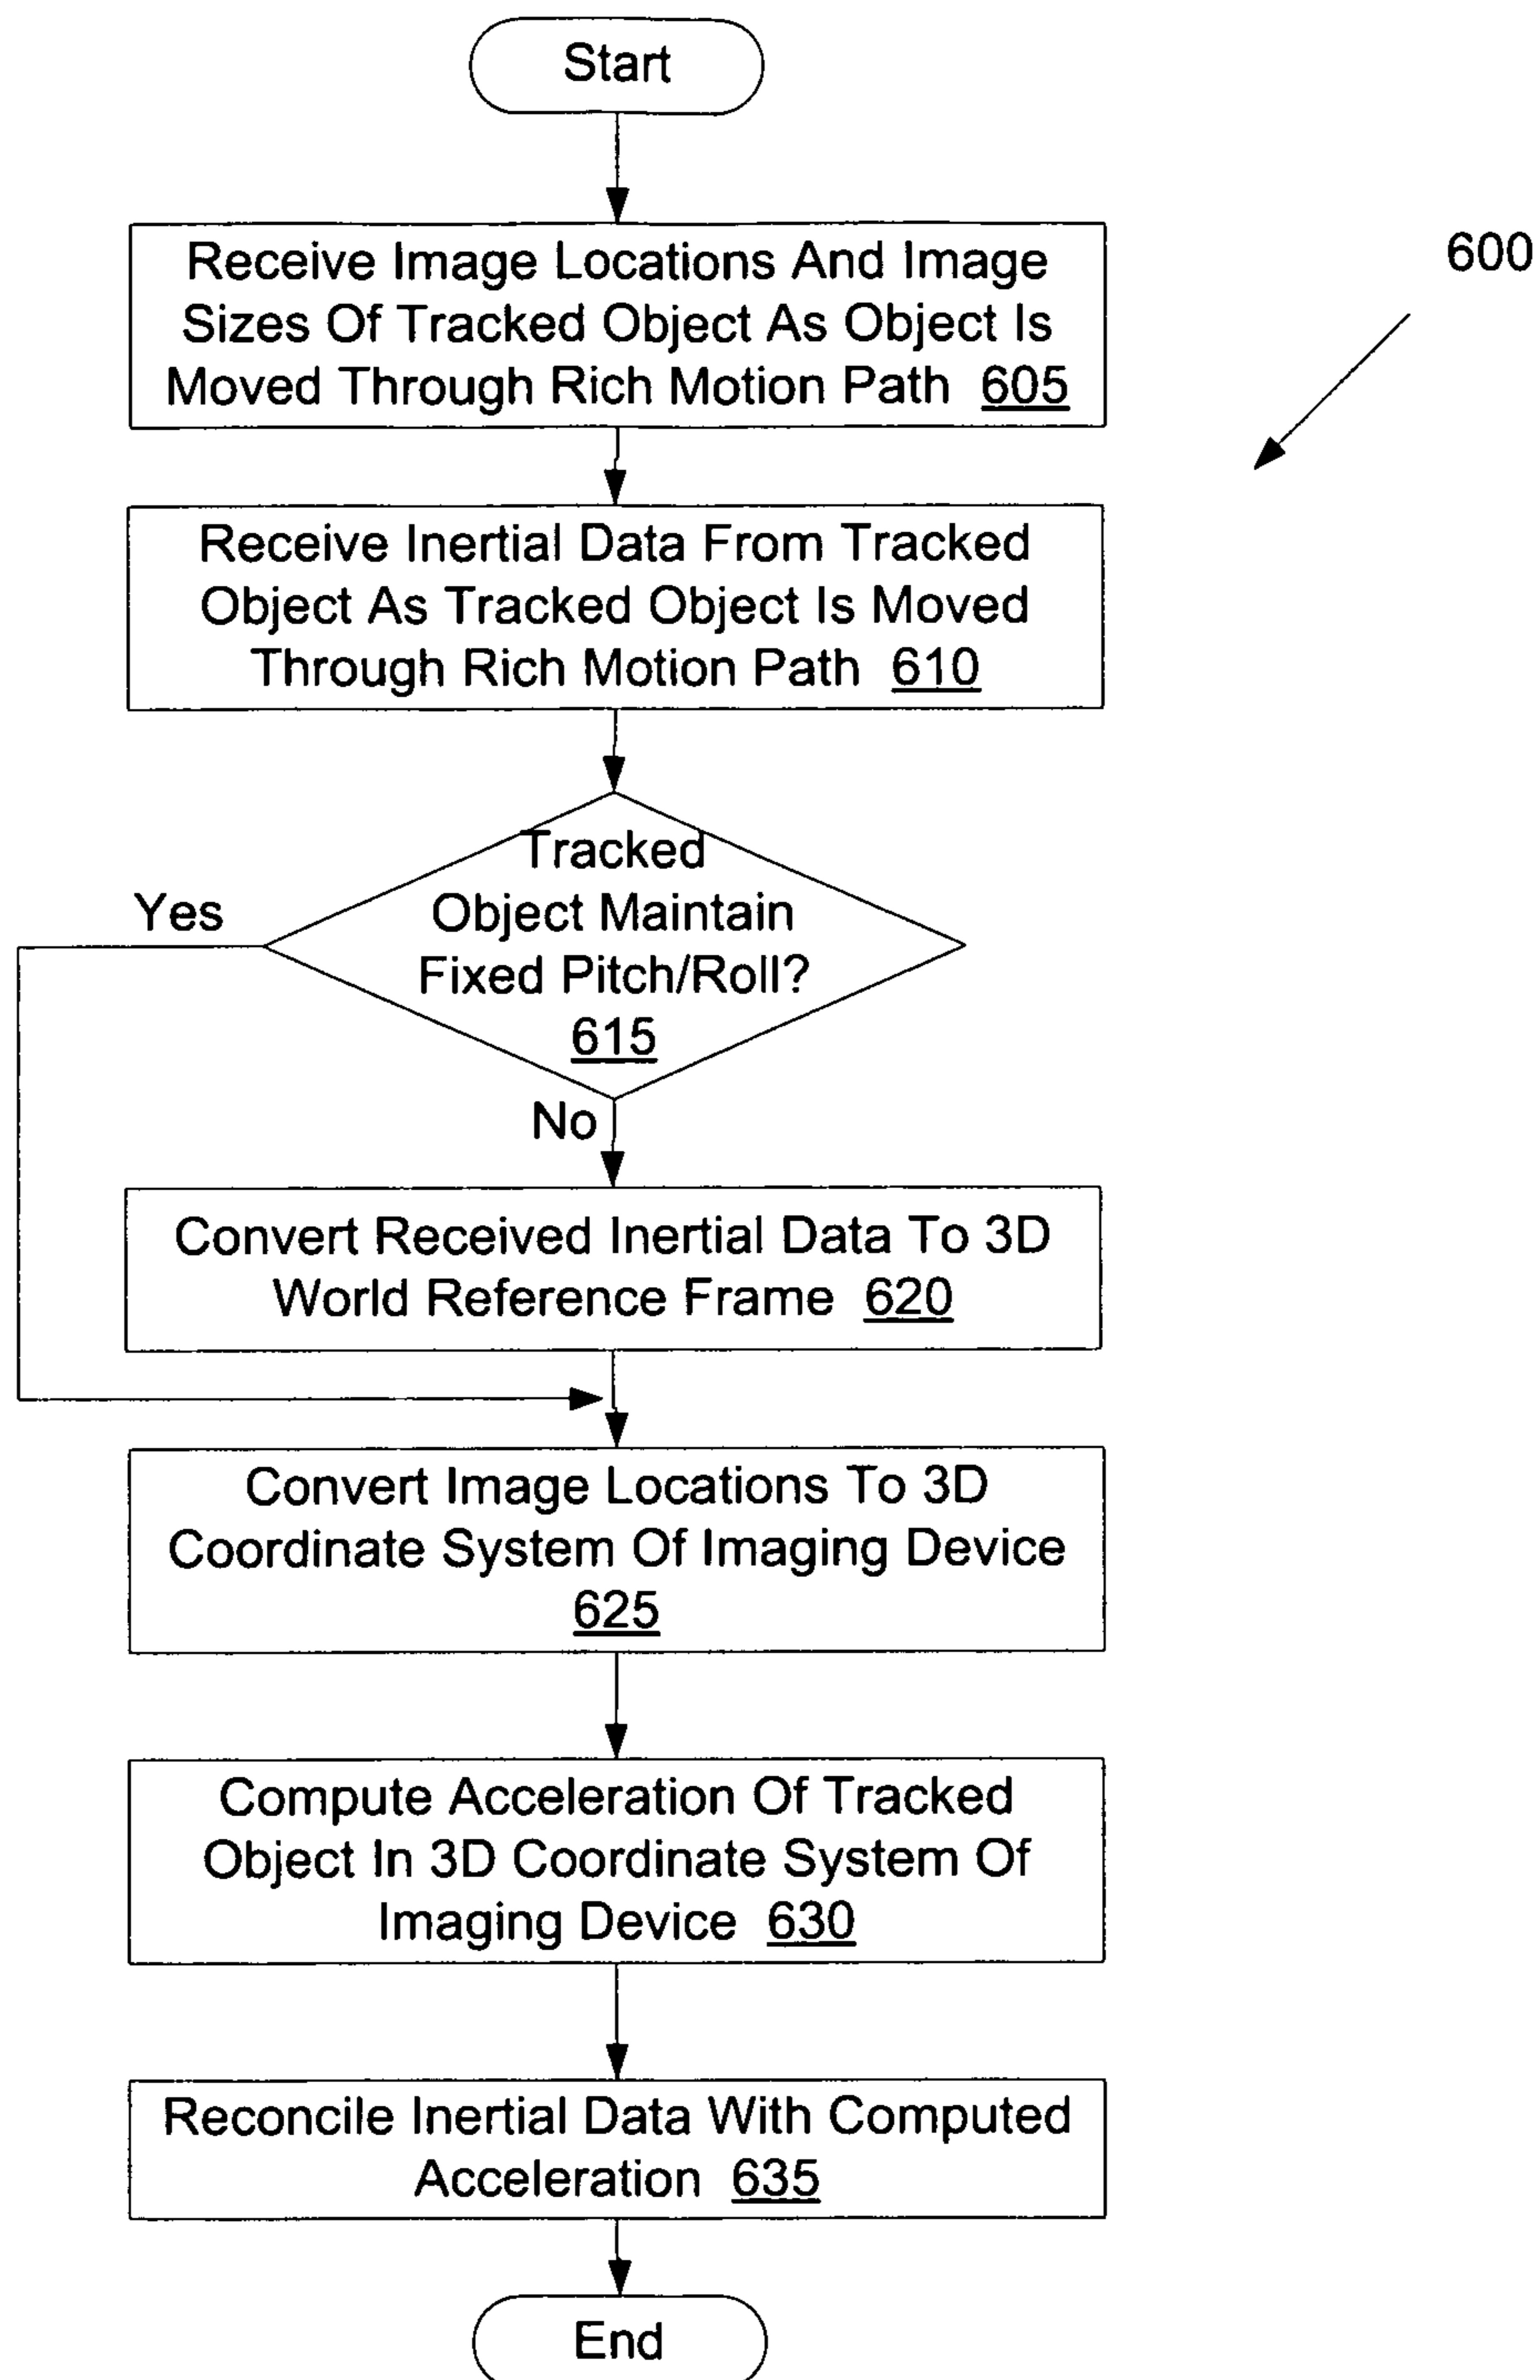 Start
600
Receive Image Locations And Image
Sizes Of Tracked Object As Object Is
Moved Through Rich Motion Path 605
Receive Inertial Data From Tracked
Object As Tracked Object Is Moved
Through Rich Motion Path 610
Tracked
Object Maintain
Fixed Pitch/Roll?
615
Yes
No
Convert Received Inertial Data To 3D
World Reference Frame 620
Convert Image Locations To 3D
Coordinate System Of Imaging Device
625
Compute Acceleration Of Tracked
Object In 3D Coordinate System Of
Imaging Device 630
Reconcile Inertial Data With Computed
Acceleration 635
End